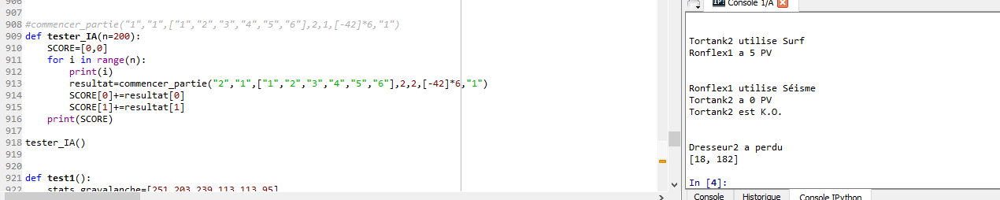 906
907
908 #commencer_partie("1","1",["1","2","3","4","5","6"],2,1,[-42]*6,"1")
909 def tester_IA(n=200):
910 SCORE=[0,0]
911 for i in range(n):
912 print(i)
913 resultat=commencer_partie("2","1",["1","2","3","4","5","6"],2,2,[-42]*6,"1")
914 SCORE[0]+=resultat[0]
915 SCORE[1]+=resultat[1]
916 print(SCORE)
917
918 tester_IA()
919
920
921 def test1():
922 stats_gravalanche=[251,203,239,113,113,95]
Console 1/A
Tortank2 utilise Surf
Ronflex1 a 5 PV
Ronflex1 utilise Séisme
Tortank2 a 0 PV
Tortank2 est K.O.
Dresseur2 a perdu
[18, 182]
In [4]:
Console Historique Console IPython